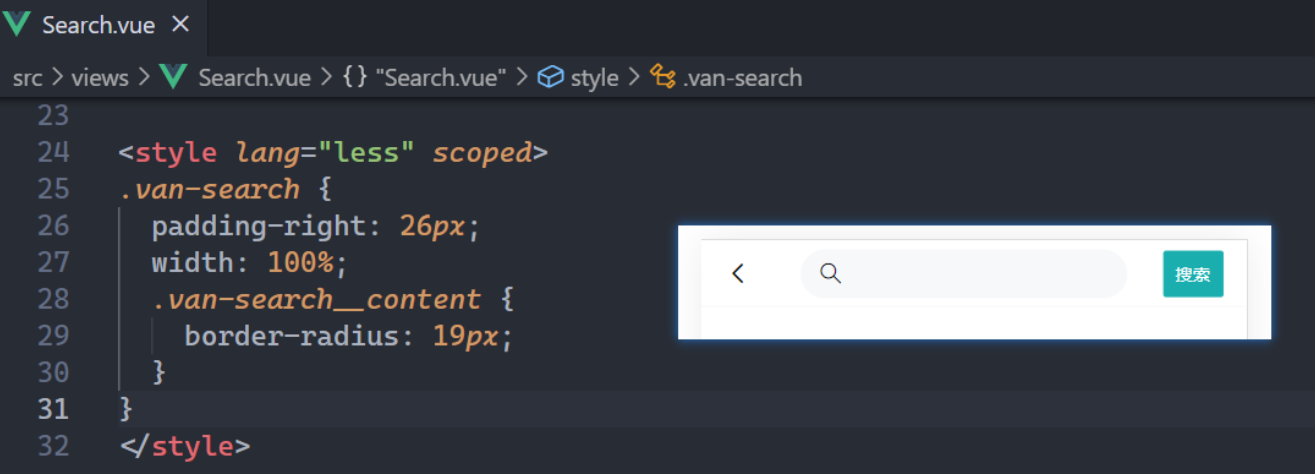 Search.vue ×
src > views > Search.vue > {} "Search.vue" > style > .van-search
23
24 <style lang="less" scoped>
25 .van-search {
26 padding-right: 26px;
27 width: 100%;
28 .van-search__content {
29 border-radius: 19px;
30 }
31 }
32 </style>
搜索